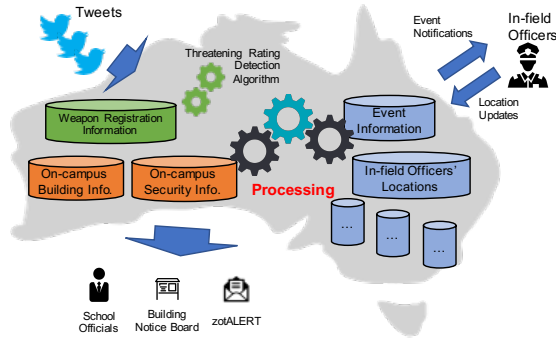 Tweets
Event
Notifications
In-field
Officers
Threatening Rating
Detection
Algorithm
Location
Updates
Weapon Registration
Information
Event
Information
On-campus
Building Info.
On-campus
Security Info.
Processing
In-field Officers'
Locations
...
...
...
School
Officials
Building
Notice Board
zotALERT